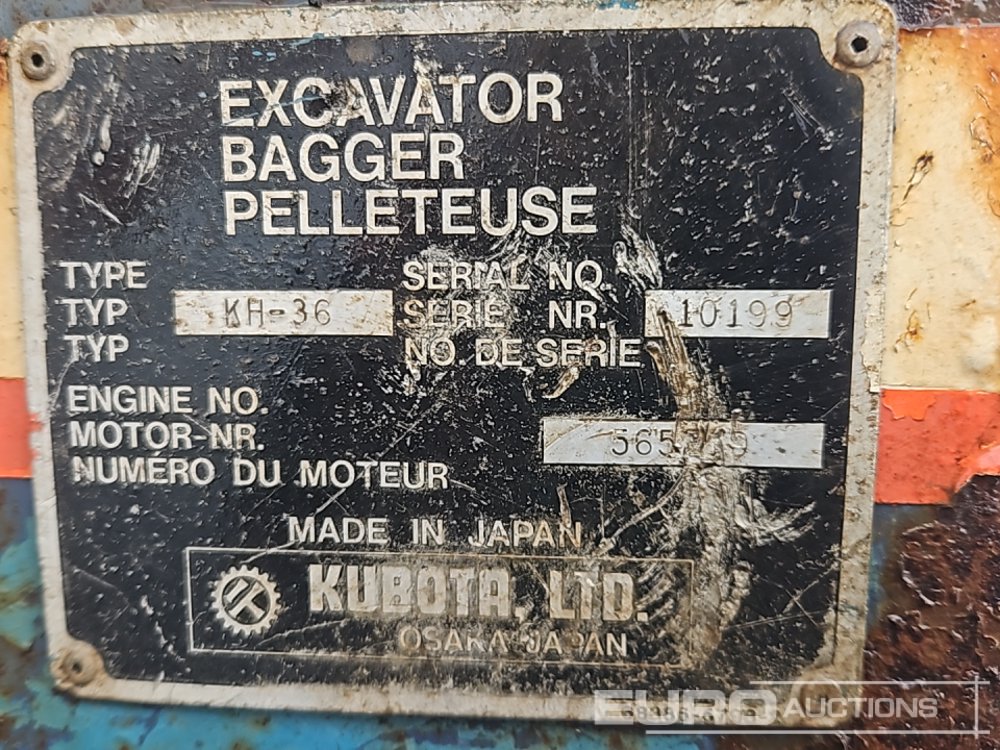 EXCAVATOR
BAGGER
PELLETEUSE
TYPE SERIAL NO.
TYP KH-36 SERIE NR. 10199
TYP NO. DE SERIE
ENGINE NO.
MOTOR-NR.
NUMÉRO DU MOTEUR
MADE IN JAPAN
KUBOTA, LTD.
OSAKA JAPAN
EURO AUCTIONS